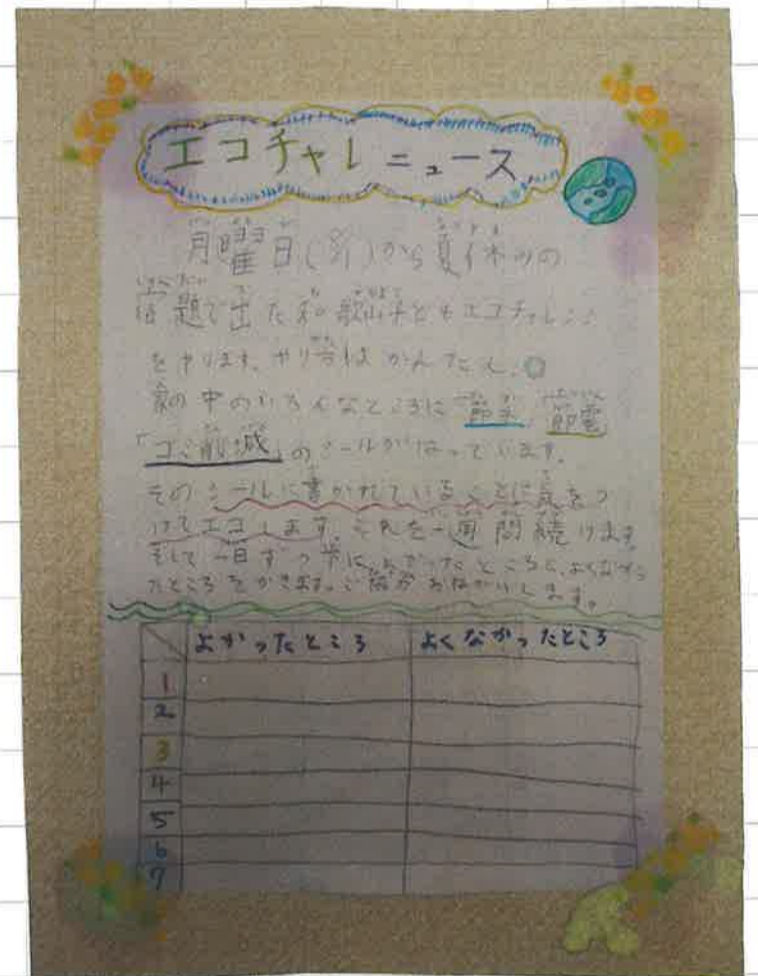 エコチャレニュース
月曜日(8/1)から夏休みの
宿題で出た和歌山子どもエコチャレンジ
をやります。やり方はかんたん。
家の中のいろんなところに「節水」「節電」
「ゴミ削減」のシールがはっています。
そのシールに書かれていることに気をつ
けてエコします。それを一週間続けます。
そして一日ずつ よかったところと、よくなかっ
たところをかきます。ご協力おねがいします。
よかったところ よくなかったところ
1
2
3
4
5
6
7